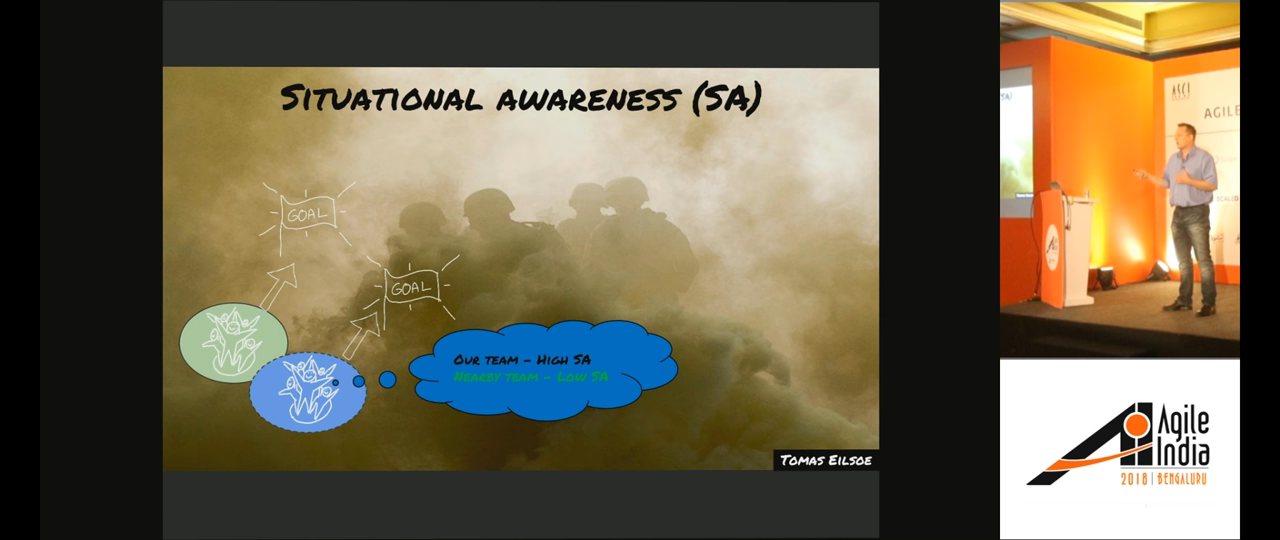 Situational awareness (SA)
GOAL
GOAL
Our team – High SA
Nearby team – Low SA
Tomas Eilsoe
ASCI
AGILE
Agile
India
2018 | BENGALURU